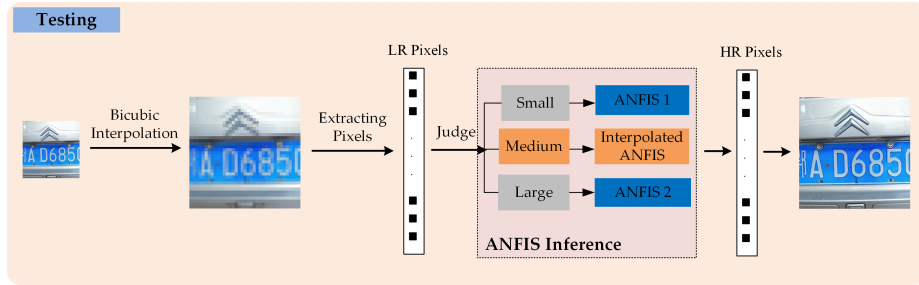 Testing
LR Pixels
HR Pixels
Bicubic
Interpolation
Extracting
Pixels
Judge
Small
ANFIS 1
Medium
Interpolated
ANFIS
Large
ANFIS 2
ANFIS Inference
A D6850
A D6850
A D6850